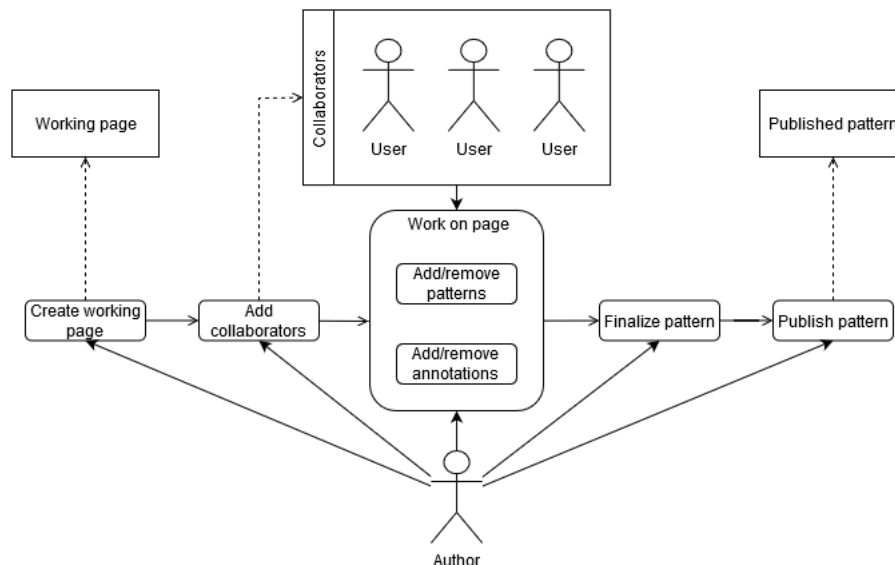 Collaborators
User
User
User
Working page
Published pattern
Work on page
Add/remove
patterns
Create working
page
Add
collaborators
Finalize pattern
Publish pattern
Add/remove
annotations
Author